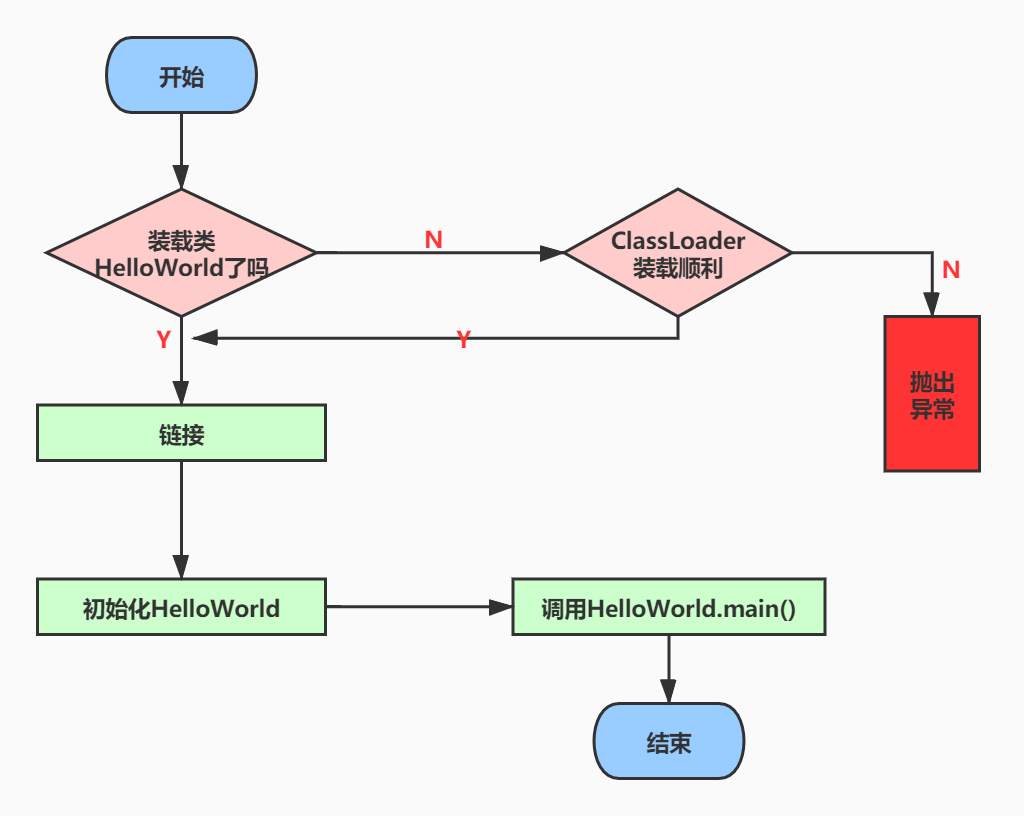 开始
装载类
HelloWorld了吗
N
ClassLoader
装载顺利
N
Y
Y
抛出
异常
链接
初始化HelloWorld
调用HelloWorld.main()
结束